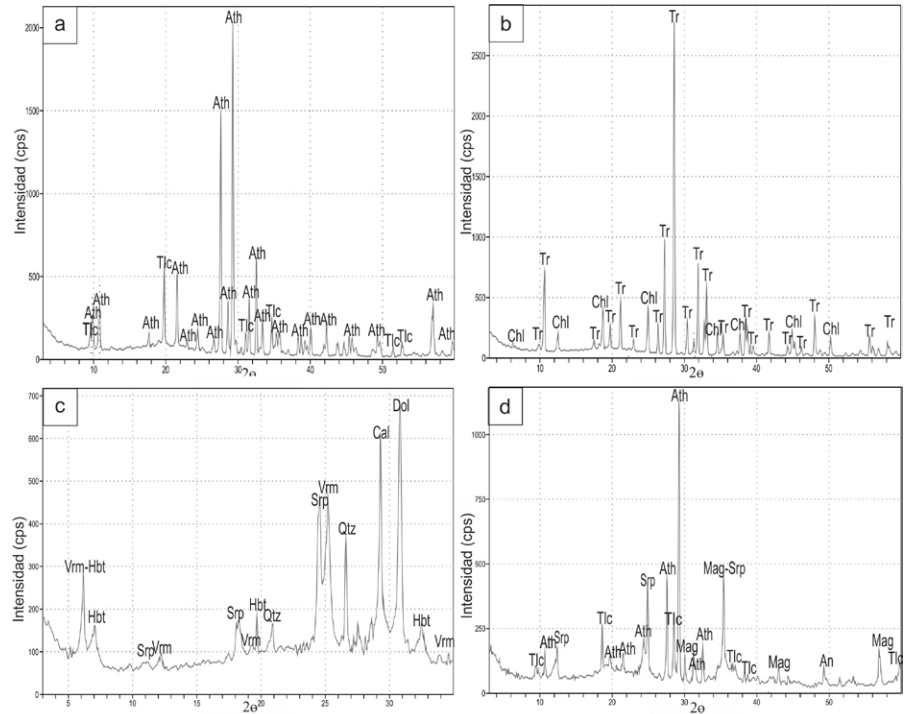 a
Intensidad (cps)
2000
1500
1000
500
0
Ath
Ath
Tlc
Ath
Ath
Ath
Tlc
Ath
Ath
Ath
Ath
Ath
Ath
Tlc
Ath
Tlc
Ath
Ath
Ath
Ath
Ath
Ath
Tlc
Tlc
Ath
Ath
10 20 30 40 50
2ɵ
b
Intensidad (cps)
2500
2000
1500
1000
500
0
Tr
Chl
Tr
Tr
Chl
Tr
Chl
Tr
Tr
Tr
Chl
Tr
Tr
Tr
Tr
Tr
Chl
Tr
Chl
Tr
Tr
Tr
Tr
Chl
Tr
Tr
Chl
Tr
Tr
10 20 30 40 50
2ɵ
c
Intensidad (cps)
700
600
500
400
300
200
100
0
Vrm-Hbt
Hbt
Srp
Vrm
Srp
Vrm
Hbt
Qtz
Srp
Vrm
Qtz
Cal
Dol
Hbt
Vrm
5 10 15 20 25 30 35
2ɵ
d
Intensidad (cps)
1000
750
500
250
0
Tlc
Ath
Srp
Tlc
Ath
Ath
Ath
Srp
Ath
Tlc
Ath
Mag
Ath
Ath
Mag-Srp
Tlc
Tlc
Mag
An
Mag
Tlc
10 20 30 40 50
2ɵ